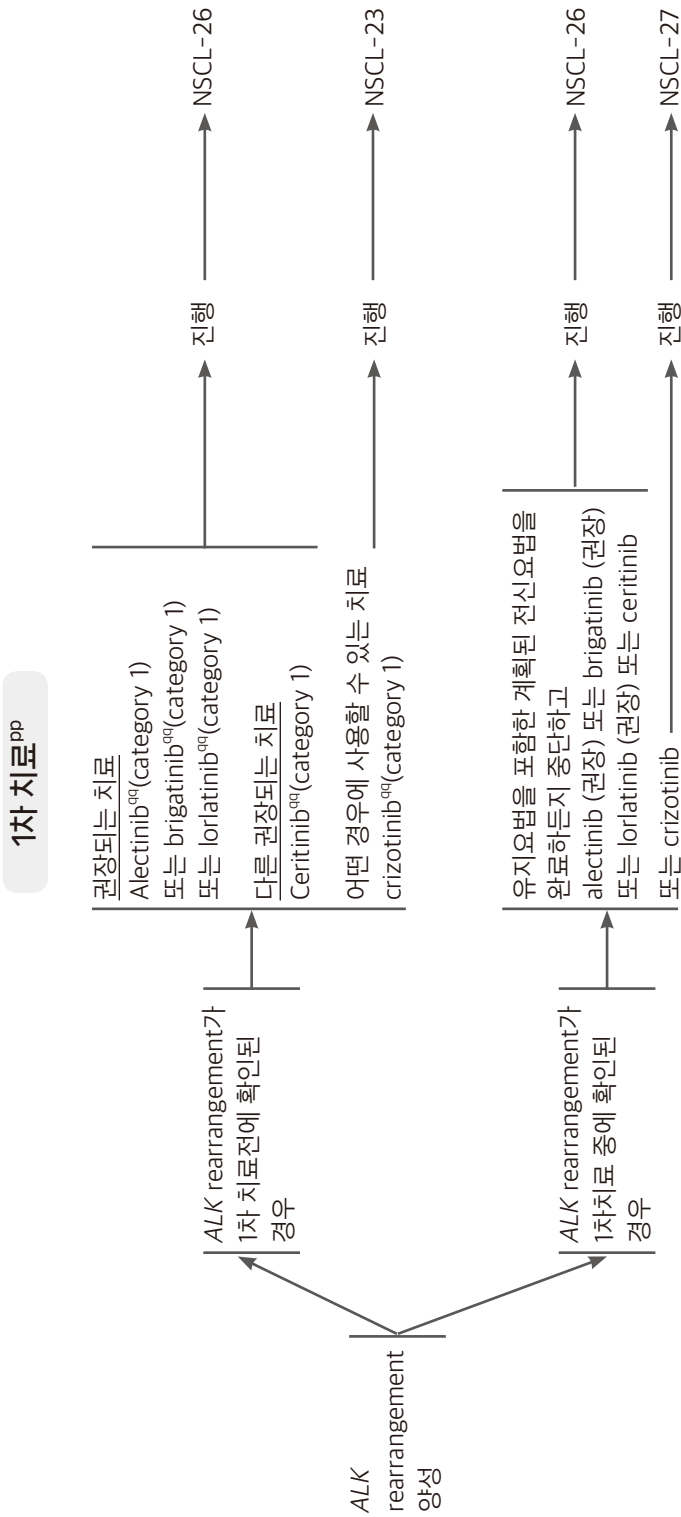 1차 치료pp
ALK
rearrangement
양성
ALK rearrangement가
1차 치료전에 확인된
경우
권장되는 치료
Alectinibqq(category 1)
또는 brigatinibqq(category 1)
또는 lorlatinibqq(category 1)
다른 권장되는 치료
Ceritinibqq(category 1)
진행
NSCL-26
어떤 경우에 사용할 수 있는 치료
crizotinibqq(category 1)
진행
NSCL-23
ALK rearrangement가
1차치료 중에 확인된
경우
유지요법을 포함한 계획된 전신요법을
완료하든지 중단하고
alectinib (권장) 또는 brigatinib (권장)
또는 lorlatinib (권장) 또는 ceritinib
진행
NSCL-26
또는 crizotinib
진행
NSCL-27